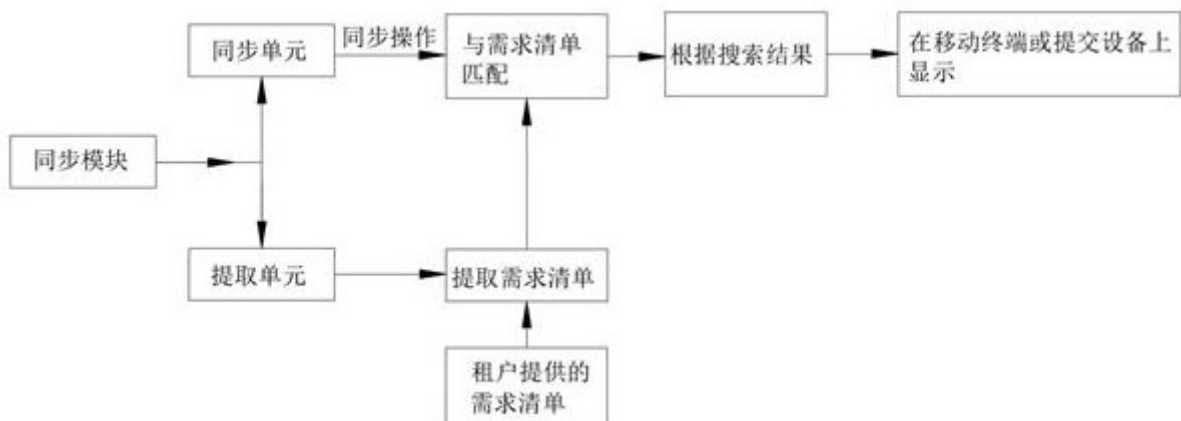 同步单元
同步操作
与需求清单
匹配
根据搜索结果
在移动终端或提交设备上
显示
同步模块
提取单元
提取需求清单
租户提供的
需求清单